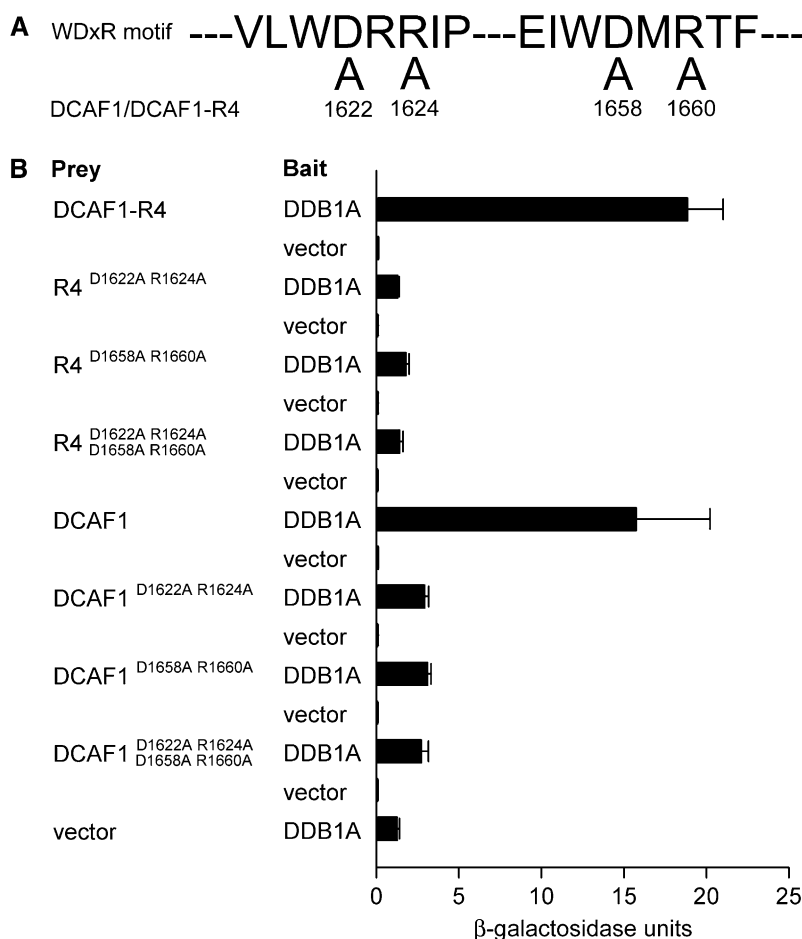 A WDxR motif ---VLWDRRIP---EIWDMRTF---
A A A A
DCAF1/DCAF1-R4 1622 1624 1658 1660
B Prey Bait
DCAF1-R4 DDB1A
vector
R4 D1622A R1624A DDB1A
vector
R4 D1658A R1660A DDB1A
vector
R4 D1622A R1624A D1658A R1660A DDB1A
vector
DCAF1 DDB1A
vector
DCAF1 D1622A R1624A DDB1A
vector
DCAF1 D1658A R1660A DDB1A
vector
DCAF1 D1622A R1624A D1658A R1660A DDB1A
vector
vector DDB1A
0 5 10 15 20 25
β-galactosidase units